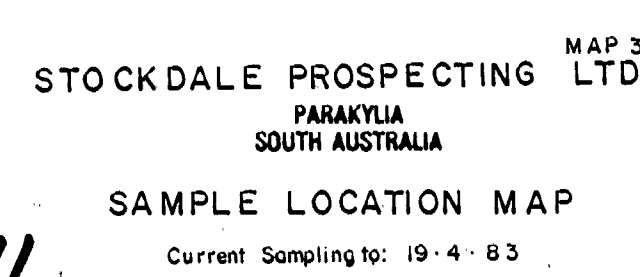 MAP 3
STOCKDALE PROSPECTING LTD
PARAKYLIA
SOUTH AUSTRALIA
SAMPLE LOCATION MAP
Current Sampling to: 19·4·83